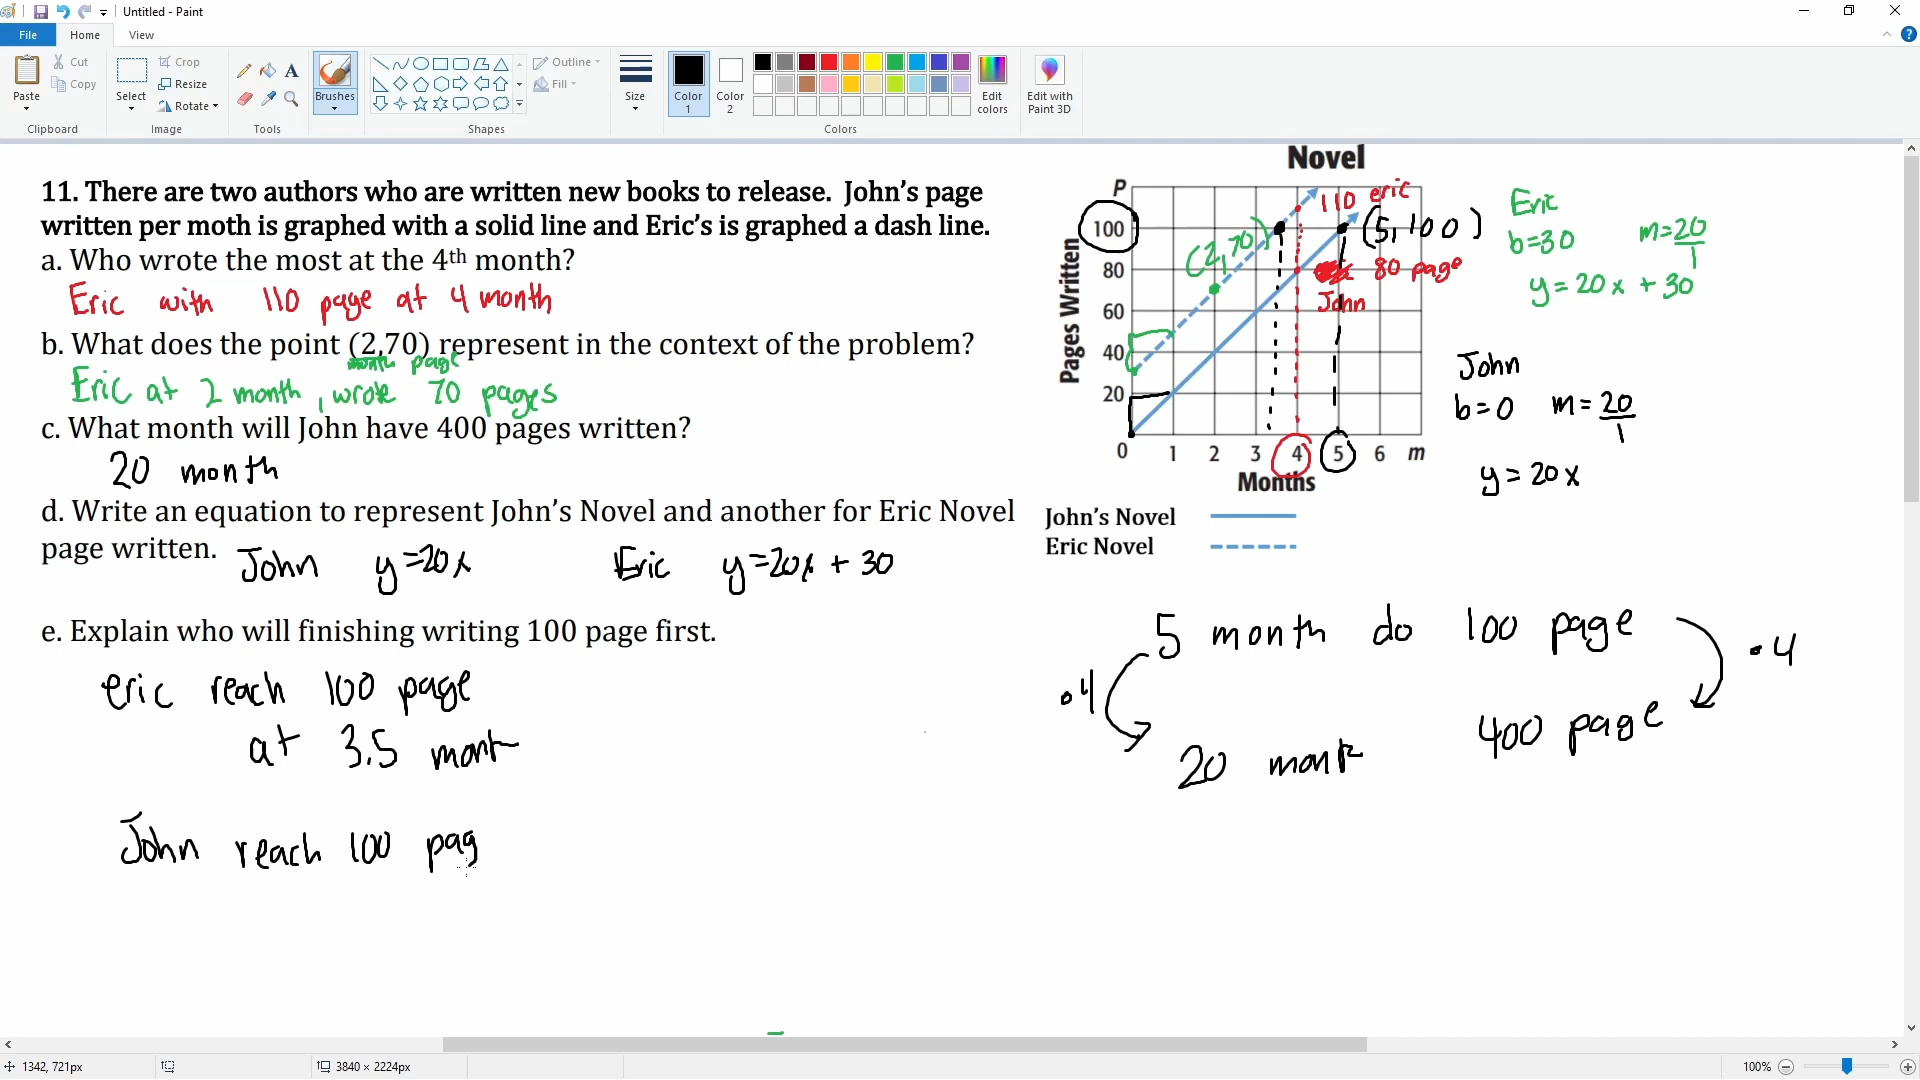 Untitled - Paint
File Home View
Paste Cut Copy Clipboard
Select Crop Resize Rotate Image
Tools
Brushes
Shapes Outline Fill
Size
Color 1 Color 2 Edit colors Colors
Edit with Paint 3D
11. There are two authors who are written new books to release. John's page
written per moth is graphed with a solid line and Eric's is graphed a dash line.
a. Who wrote the most at the 4th month?
Eric with 110 page at 4 month
b. What does the point (2,70) represent in the context of the problem?
month page
Eric at 2 month, wrote 70 pages
c. What month will John have 400 pages written?
20 month
d. Write an equation to represent John's Novel and another for Eric Novel
page written.
John y=20x Eric y=20x + 30
e. Explain who will finishing writing 100 page first.
eric reach 100 page
at 3.5 mont
John reach 100 pag
Novel
P
Pages Written
100
80
60
40
20
0 1 2 3 4 5 6 m
Months
110 eric
(5,100)
(2,70)
80 page
John
John's Novel
Eric Novel
Eric
b=30 m=20/1
y=20x+30
John
b=0 m=20/1
y=20x
5 month do 100 page
·4 ·4
20 mont 400 page
1342, 721px 3840 × 2224px 100%